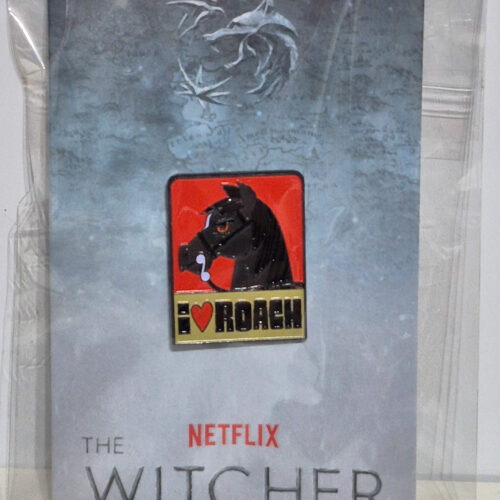 i♥ROACH
NETFLIX
THE
WITCHER